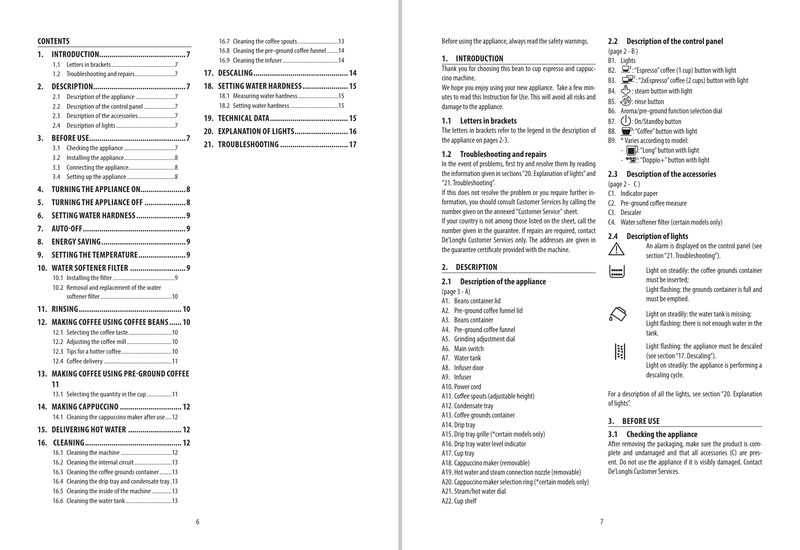 CONTENTS
1. INTRODUCTION..........................................7
1.1 Letters in brackets ..........................................7
1.2 Troubleshooting and repairs..........................7
2. DESCRIPTION.............................................7
2.1 Description of the appliance ..........................7
2.2 Description of the control panel ....................7
2.3 Description of the accessories.........................7
2.4 Description of lights ......................................7
3. BEFORE USE...............................................7
3.1 Checking the appliance ..................................7
3.2 Installing the appliance..................................8
3.3 Connecting the appliance...............................8
3.4 Setting up the appliance ................................8
4. TURNING THE APPLIANCE ON......................8
5. TURNING THE APPLIANCE OFF ....................8
6. SETTING WATER HARDNESS .......................9
7. AUTO-OFF..................................................9
8. ENERGY SAVING.........................................9
9. SETTING THE TEMPERATURE ......................9
10. WATER SOFTENER FILTER ..........................9
10.1 Installing the filter..........................................9
10.2 Removal and replacement of the water
softener filter ................................................10
11. RINSING....................................................10
12. MAKING COFFEE USING COFFEE BEANS......10
12.1 Selecting the coffee taste..............................10
12.2 Adjusting the coffee mill ...............................10
12.3 Tips for a hotter coffee...................................10
12.4 Coffee delivery ..............................................11
13. MAKING COFFEE USING PRE-GROUND COFFEE
11
13.1 Selecting the quantity in the cup ..................11
14. MAKING CAPPUCCINO ..............................12
14.1 Cleaning the cappuccino maker after use ....12
15. DELIVERING HOT WATER ..........................12
16. CLEANING.................................................12
16.1 Cleaning the machine ...................................12
16.2 Cleaning the internal circuit .........................12
16.3 Cleaning the coffee grounds container.........13
16.4 Cleaning the drip tray and condensate tray .13
16.5 Cleaning the inside of the machine ..............13
16.6 Cleaning the water tank................................13
16.7 Cleaning the coffee spouts ............................13
16.8 Cleaning the pre-ground coffee funnel .......14
16.9 Cleaning the infuser......................................14
17. DESCALING................................................14
18. SETTING WATER HARDNESS ......................15
18.1 Measuring water hardness............................15
18.2 Setting water hardness ................................15
19. TECHNICAL DATA.......................................15
20. EXPLANATION OF LIGHTS...........................16
21. TROUBLESHOOTING ..................................17
6
Before using the appliance, always read the safety warnings.
1. INTRODUCTION
Thank you for choosing this bean to cup espresso and cappuc-
cino machine.
We hope you enjoy using your new appliance. Take a few min-
utes to read this Instruction for Use. This will avoid all risks and
damage to the appliance.
1.1 Letters in brackets
The letters in brackets refer to the legend in the description of
the appliance on pages 2-3.
1.2 Troubleshooting and repairs
In the event of problems, first try and resolve them by reading
the information given in sections "20. Explanation of lights" and
"21. Troubleshooting".
If this does not resolve the problem or you require further in-
formation, you should consult Customer Services by calling the
number given on the annexed "Customer Service" sheet.
If your country is not among those listed on the sheet, call the
number given in the guarantee. If repairs are required, contact
De'Longhi Customer Services only. The addresses are given in
the guarantee certificate provided with the machine.
2. DESCRIPTION
2.1 Description of the appliance
(page 3 - A)
A1. Beans container lid
A2. Pre-ground coffee funnel lid
A3. Beans container
A4. Pre-ground coffee funnel
A5. Grinding adjustment dial
A6. Main switch
A7. Water tank
A8. Infuser door
A9. Infuser
A10. Power cord
A11. Coffee spouts (adjustable height)
A12. Condensate tray
A13. Coffee grounds container
A14. Drip tray
A15. Drip tray grille (*certain models only)
A16. Drip tray water level indicator
A17. Cup tray
A18. Cappuccino maker (removable)
A19. Hot water and steam connection nozzle (removable)
A20. Cappuccino maker selection ring (*certain models only)
A21. Steam/hot water dial
A22. Cup shelf
2.2 Description of the control panel
(page 2 - B )
B1. Lights
B2. : "Espresso" coffee (1 cup) button with light
B3. : "2xEspresso" coffee (2 cups) button with light
B4. : steam button with light
B5. : rinse button
B6. Aroma/pre-ground function selection dial
B7. : On/Standby button
B8. : "Coffee" button with light
B9. * Varies according to model:
- : "Long" button with light
- : "Doppio+" button with light
2.3 Description of the accessories
(page 2 - C )
C1. Indicator paper
C2. Pre-ground coffee measure
C3. Descaler
C4. Water softener filter (certain models only)
2.4 Description of lights
An alarm is displayed on the control panel (see
section "21. Troubleshooting").
Light on steadily: the coffee grounds container
must be inserted;
Light flashing: the grounds container is full and
must be emptied.
Light on steadily: the water tank is missing;
Light flashing: there is not enough water in the
tank.
Light flashing: the appliance must be descaled
(see section "17. Descaling").
Light on steadily: the appliance is performing a
descaling cycle.
For a description of all the lights, see section "20. Explanation
of lights".
3. BEFORE USE
3.1 Checking the appliance
After removing the packaging, make sure the product is com-
plete and undamaged and that all accessories (C) are pres-
ent. Do not use the appliance if it is visibly damaged. Contact
De'Longhi Customer Services.
7